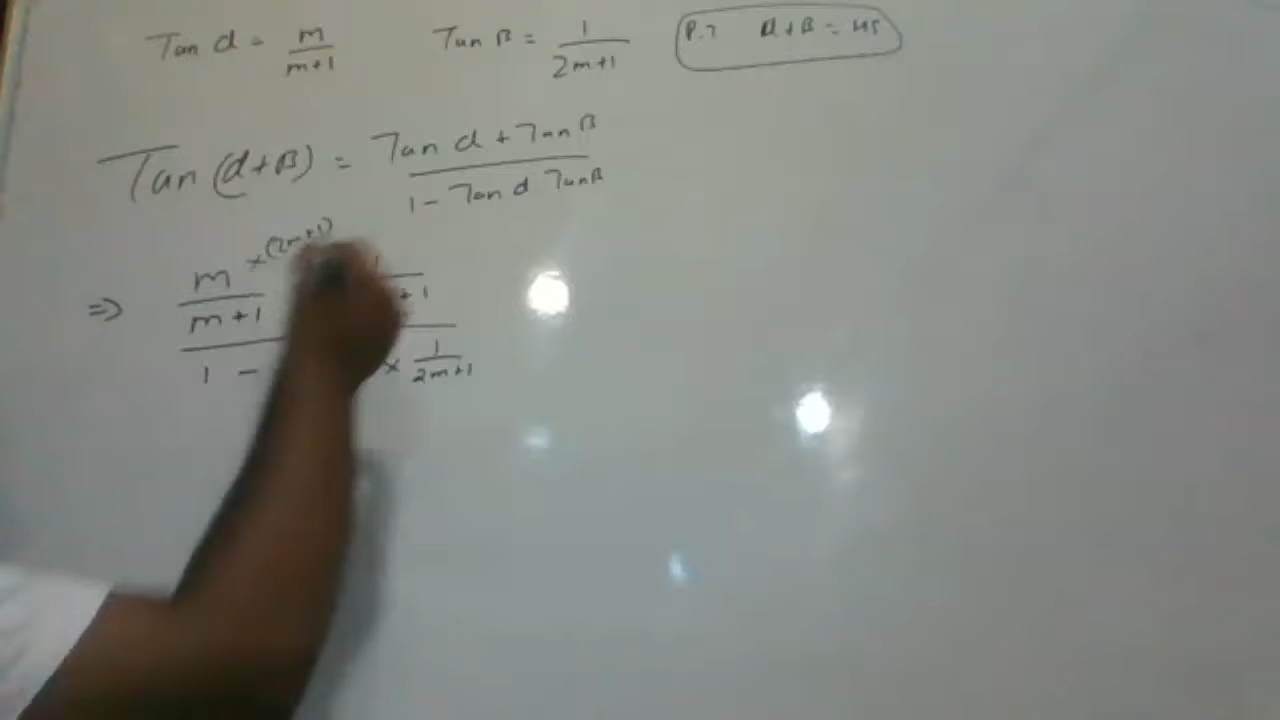 Tan α = m/(m+1) Tan β = 1/(2m+1) P.T α + β = 45
Tan (α+β) = (Tan α + Tan β)/(1 - Tan α Tan β)
⇒ m ×(2m+1)
m+1 +1
1 - × 1/(2m+1)